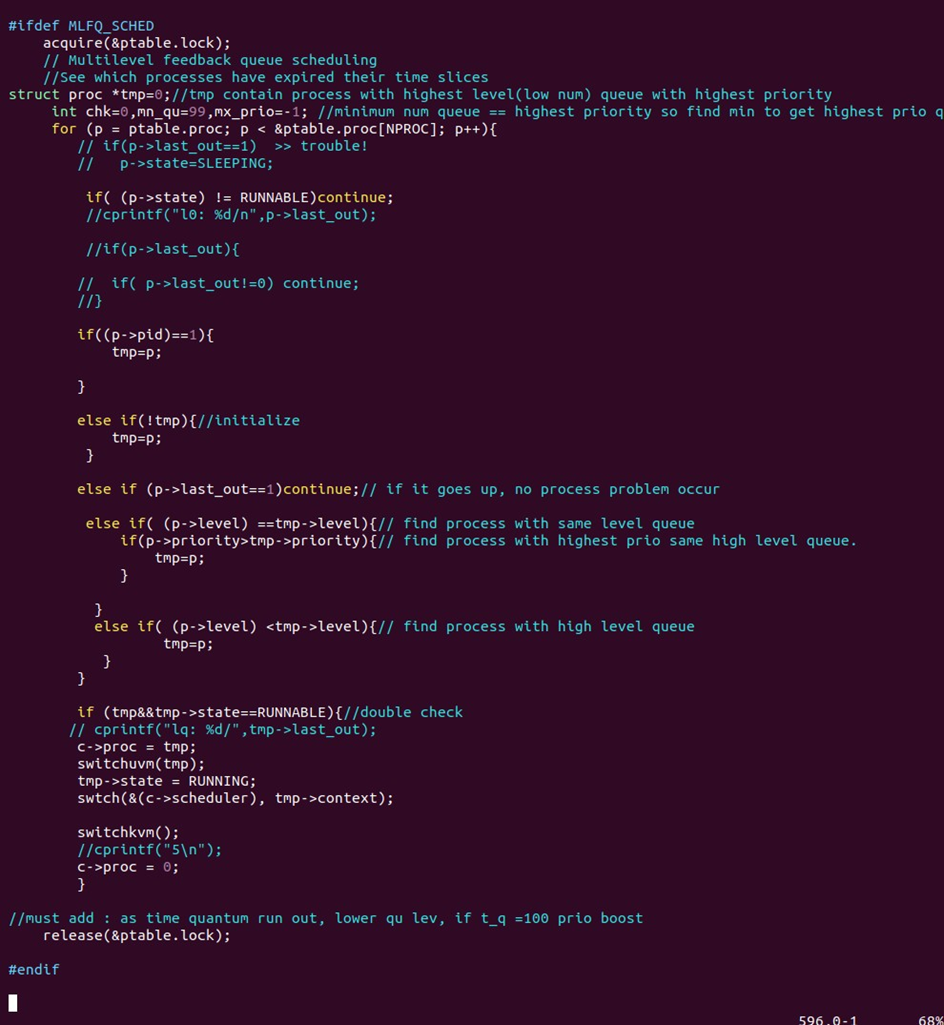 #ifdef MLFQ_SCHED
acquire(&ptable.lock);
// Multilevel feedback queue scheduling
//See which processes have expired their time slices
struct proc *tmp=0;//tmp contain process with highest level(low num) queue with highest priority
int chk=0,mn_qu=99,mx_prio=-1; //minimum num queue == highest priority so find min to get highest prio q
for (p = ptable.proc; p < &ptable.proc[NPROC]; p++){
// if(p->last_out==1)  >> trouble!
//   p->state=SLEEPING;
if( (p->state) != RUNNABLE)continue;
//cprintf("l0: %d/n",p->last_out);
//if(p->last_out){
//  if( p->last_out!=0) continue;
//}
if((p->pid)==1){
tmp=p;
}
else if(!tmp){//initialize
tmp=p;
}
else if (p->last_out==1)continue;// if it goes up, no process problem occur
else if( (p->level) ==tmp->level){// find process with same level queue
if(p->priority>tmp->priority){// find process with highest prio same high level queue.
tmp=p;
}
}
else if( (p->level) <tmp->level){// find process with high level queue
tmp=p;
}
}
if (tmp&&tmp->state==RUNNABLE){//double check
// cprintf("lq: %d/",tmp->last_out);
c->proc = tmp;
switchuvm(tmp);
tmp->state = RUNNING;
swtch(&(c->scheduler), tmp->context);
switchkvm();
//cprintf("5\n");
c->proc = 0;
}
//must add : as time quantum run out, lower qu lev, if t_q =100 prio boost
release(&ptable.lock);
#endif
596,0-1 68%